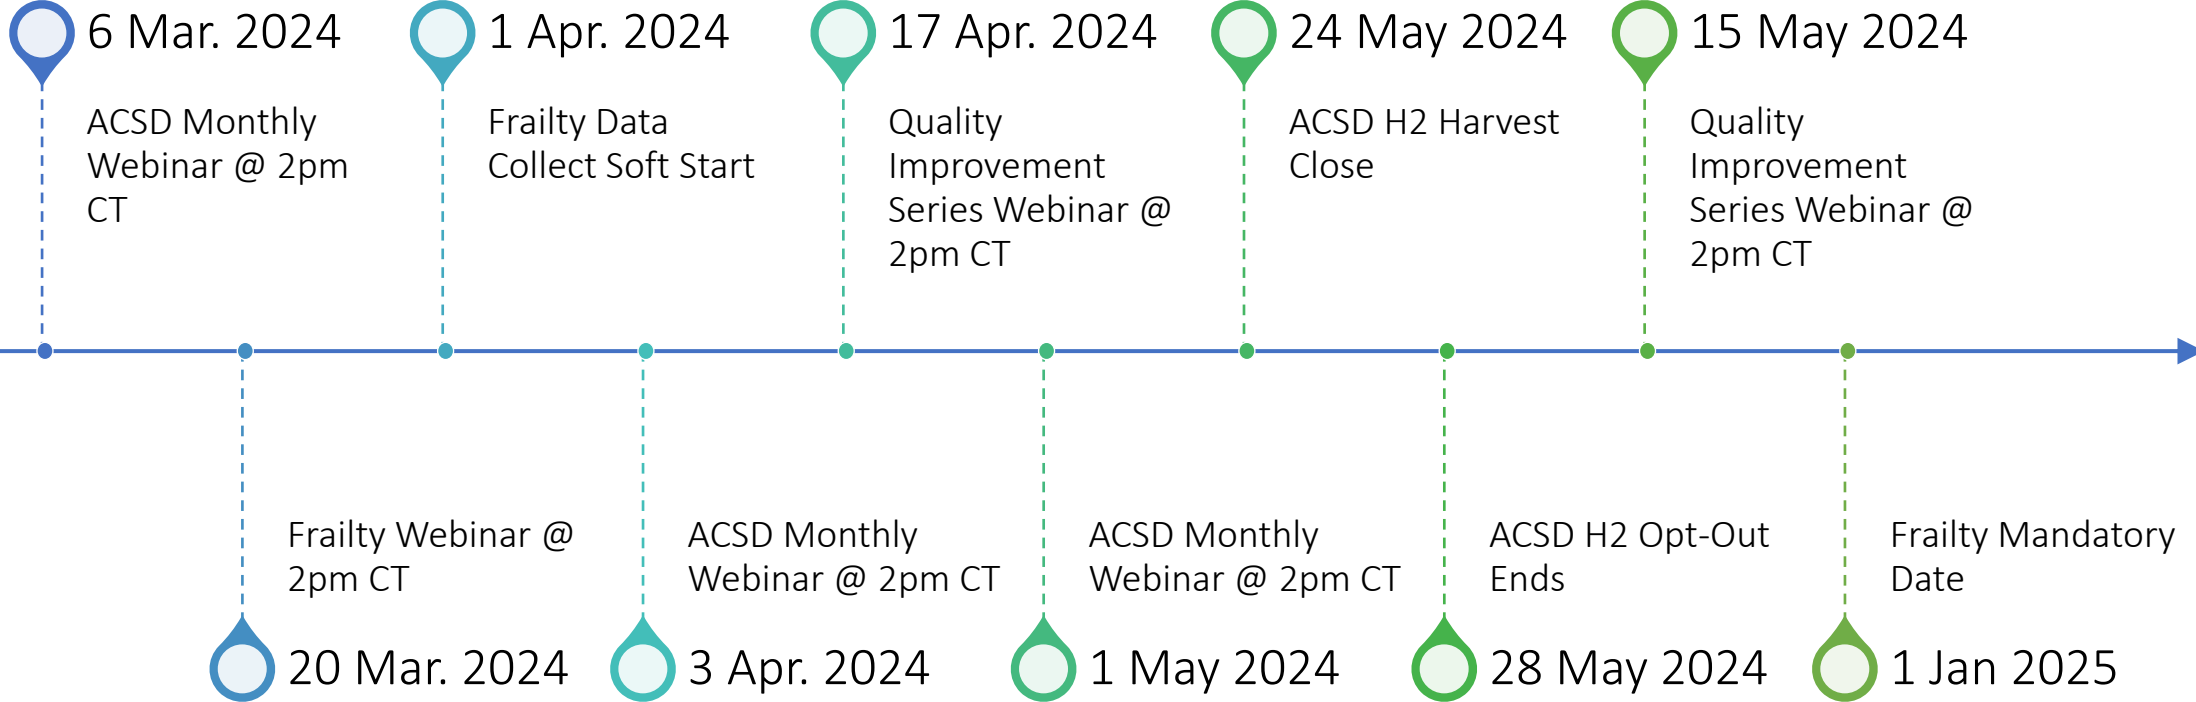 6 Mar. 2024
ACSD Monthly
Webinar @ 2pm
CT
1 Apr. 2024
Frailty Data
Collect Soft Start
17 Apr. 2024
Quality
Improvement
Series Webinar @
2pm CT
24 May 2024
ACSD H2 Harvest
Close
15 May 2024
Quality
Improvement
Series Webinar @
2pm CT
Frailty Webinar @
2pm CT
20 Mar. 2024
ACSD Monthly
Webinar @ 2pm CT
3 Apr. 2024
ACSD Monthly
Webinar @ 2pm CT
1 May 2024
ACSD H2 Opt-Out
Ends
28 May 2024
Frailty Mandatory
Date
1 Jan 2025